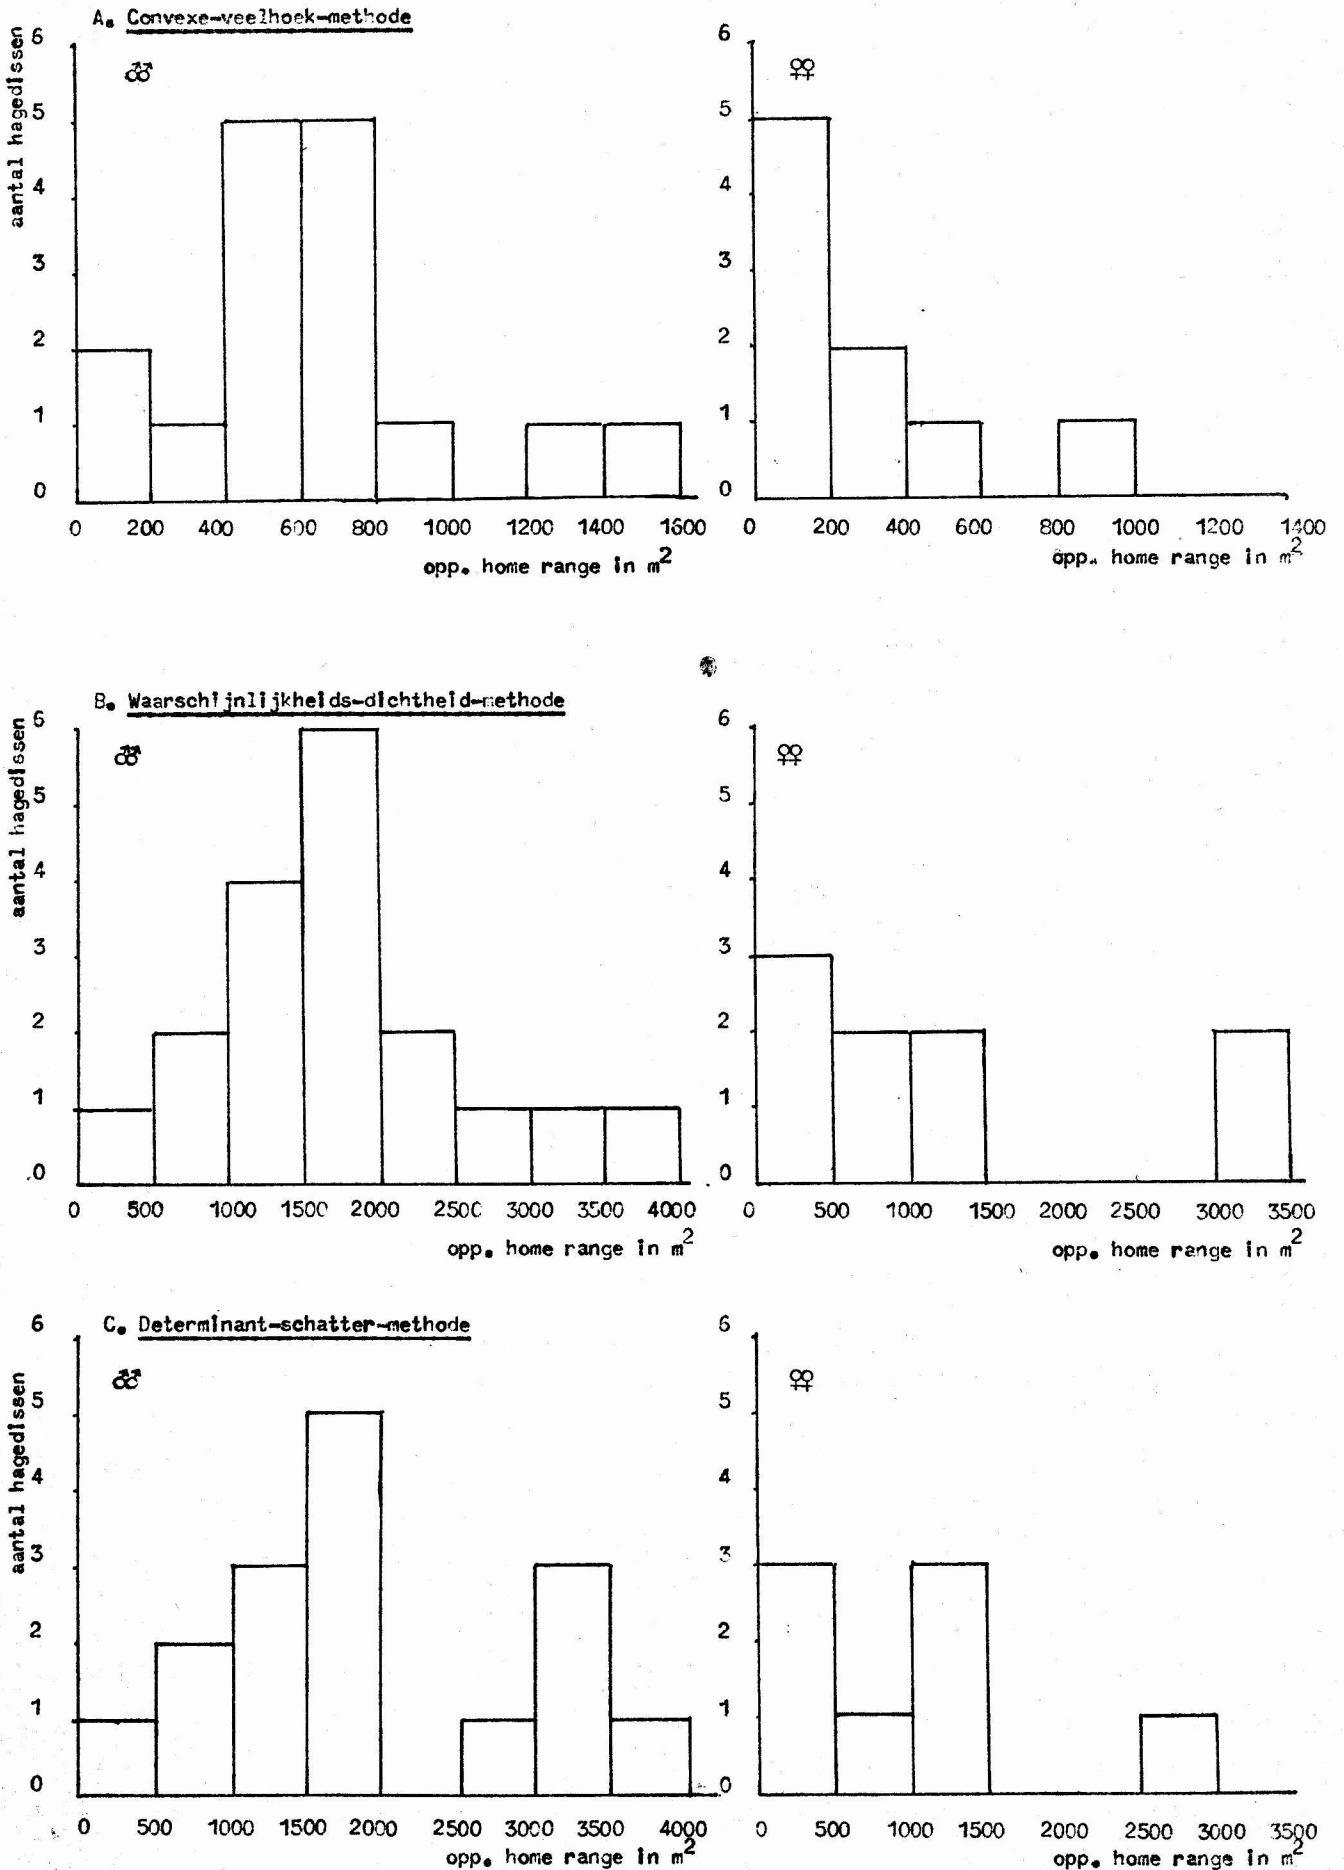 A. Convexe-veelhoek-methode
aantal hagedissen
♂♂
6
5
4
3
2
1
0
0 200 400 600 800 1000 1200 1400 1600
opp. home range in m²
♀♀
6
5
4
3
2
1
0
0 200 400 600 800 1000 1200 1400
opp. home range in m²
B. Waarschijnlijkheids-dichtheid-methode
aantal hagedissen
♂♂
6
5
4
3
2
1
0
0 500 1000 1500 2000 2500 3000 3500 4000
opp. home range in m²
♀♀
6
5
4
3
2
1
0
0 500 1000 1500 2000 2500 3000 3500
opp. home range in m²
C. Determinant-schatter-methode
aantal hagedissen
♂♂
6
5
4
3
2
1
0
0 500 1000 1500 2000 2500 3000 3500 4000
opp. home range in m²
♀♀
6
5
4
3
2
1
0
0 500 1000 1500 2000 2500 3000 3500
opp. home range in m²